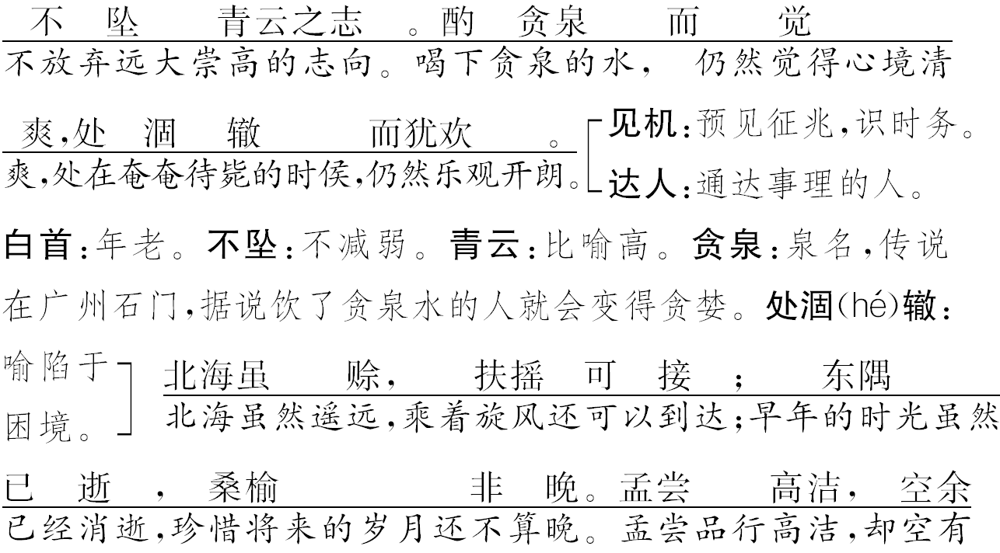 不坠 青云之志。酌 贪泉 而 觉
不放弃远大崇高的志向。喝下贪泉的水, 仍然觉得心境清
爽,处 涸 辙 而犹欢 。
爽,处在奄奄待毙的时侯,仍然乐观开朗。
见机:预见征兆,识时务。
达人:通达事理的人。
白首:年老。不坠:不减弱。青云:比喻高。贪泉:泉名,传说
在广州石门,据说饮了贪泉水的人就会变得贪婪。处涸(hé)辙:
喻陷于
困境。
北海虽 赊, 扶摇 可 接 ; 东隅
北海虽然遥远,乘着旋风还可以到达;早年的时光虽然
已 逝 , 桑榆 非 晚。孟尝 高洁, 空余
已经消逝,珍惜将来的岁月还不算晚。孟尝品行高洁,却空有